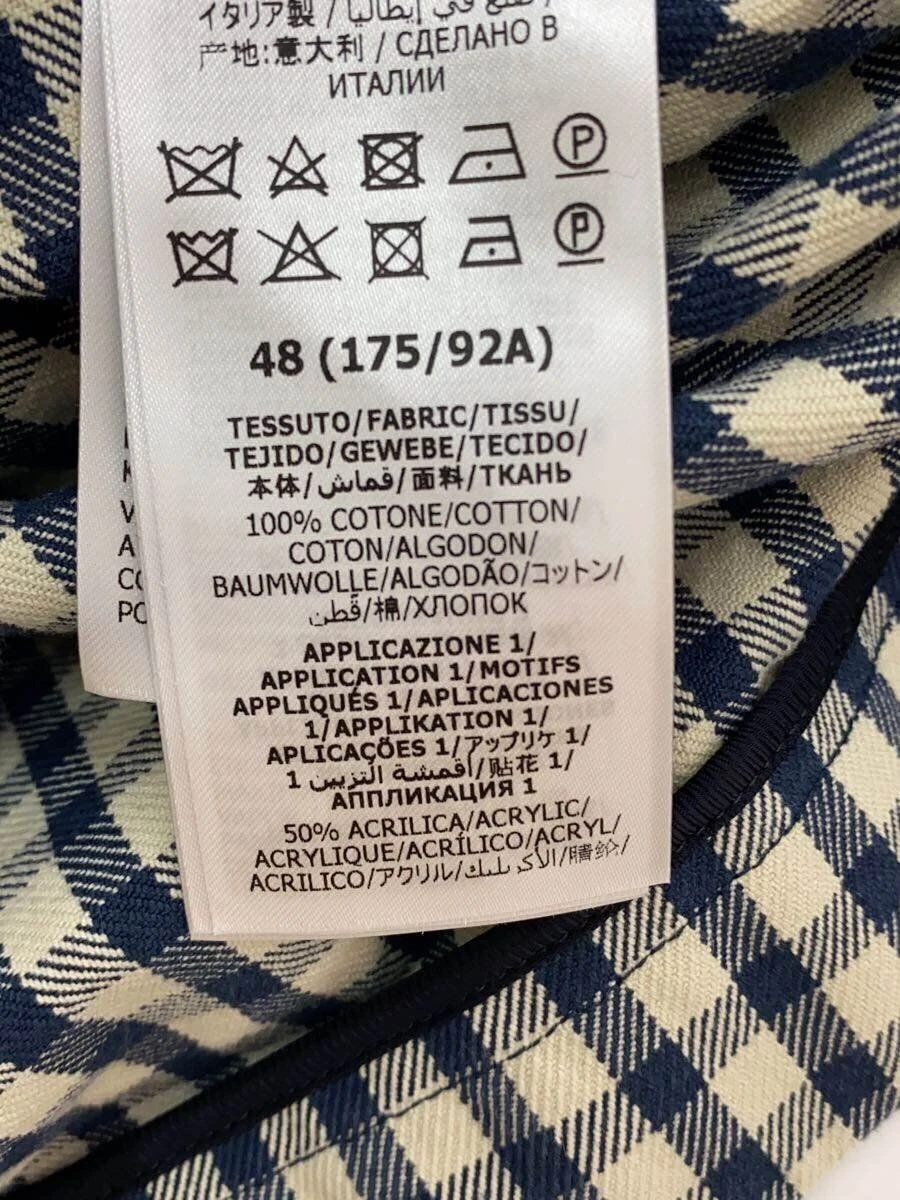 イタリア製 / صنع في إيطاليا /
产地:意大利 / СДЕЛАНО В
ИТАЛИИ
P
P
48 (175/92A)
TESSUTO/FABRIC/TISSU/
TEJIDO/GEWEBE/TECIDO/
本体/قماش/面料/ТКАНЬ
100% COTONE/COTTON/
COTON/ALGODON/
BAUMWOLLE/ALGODÃO/コットン/
قطن/棉/ХЛОПОК
APPLICAZIONE 1/
APPLICATION 1/MOTIFS
APPLIQUÉS 1/APLICACIONES
1/APPLIKATION 1/
APLICAÇÕES 1/アップリケ 1/
أقمشة التزيين 1/贴花 1/
АППЛИКАЦИЯ 1
50% ACRILICA/ACRYLIC/
ACRYLIQUE/ACRÍLICO/ACRYL/
ACRILICO/アクリル/الأكريليك/腈纶/
K
V
A
CO
PO